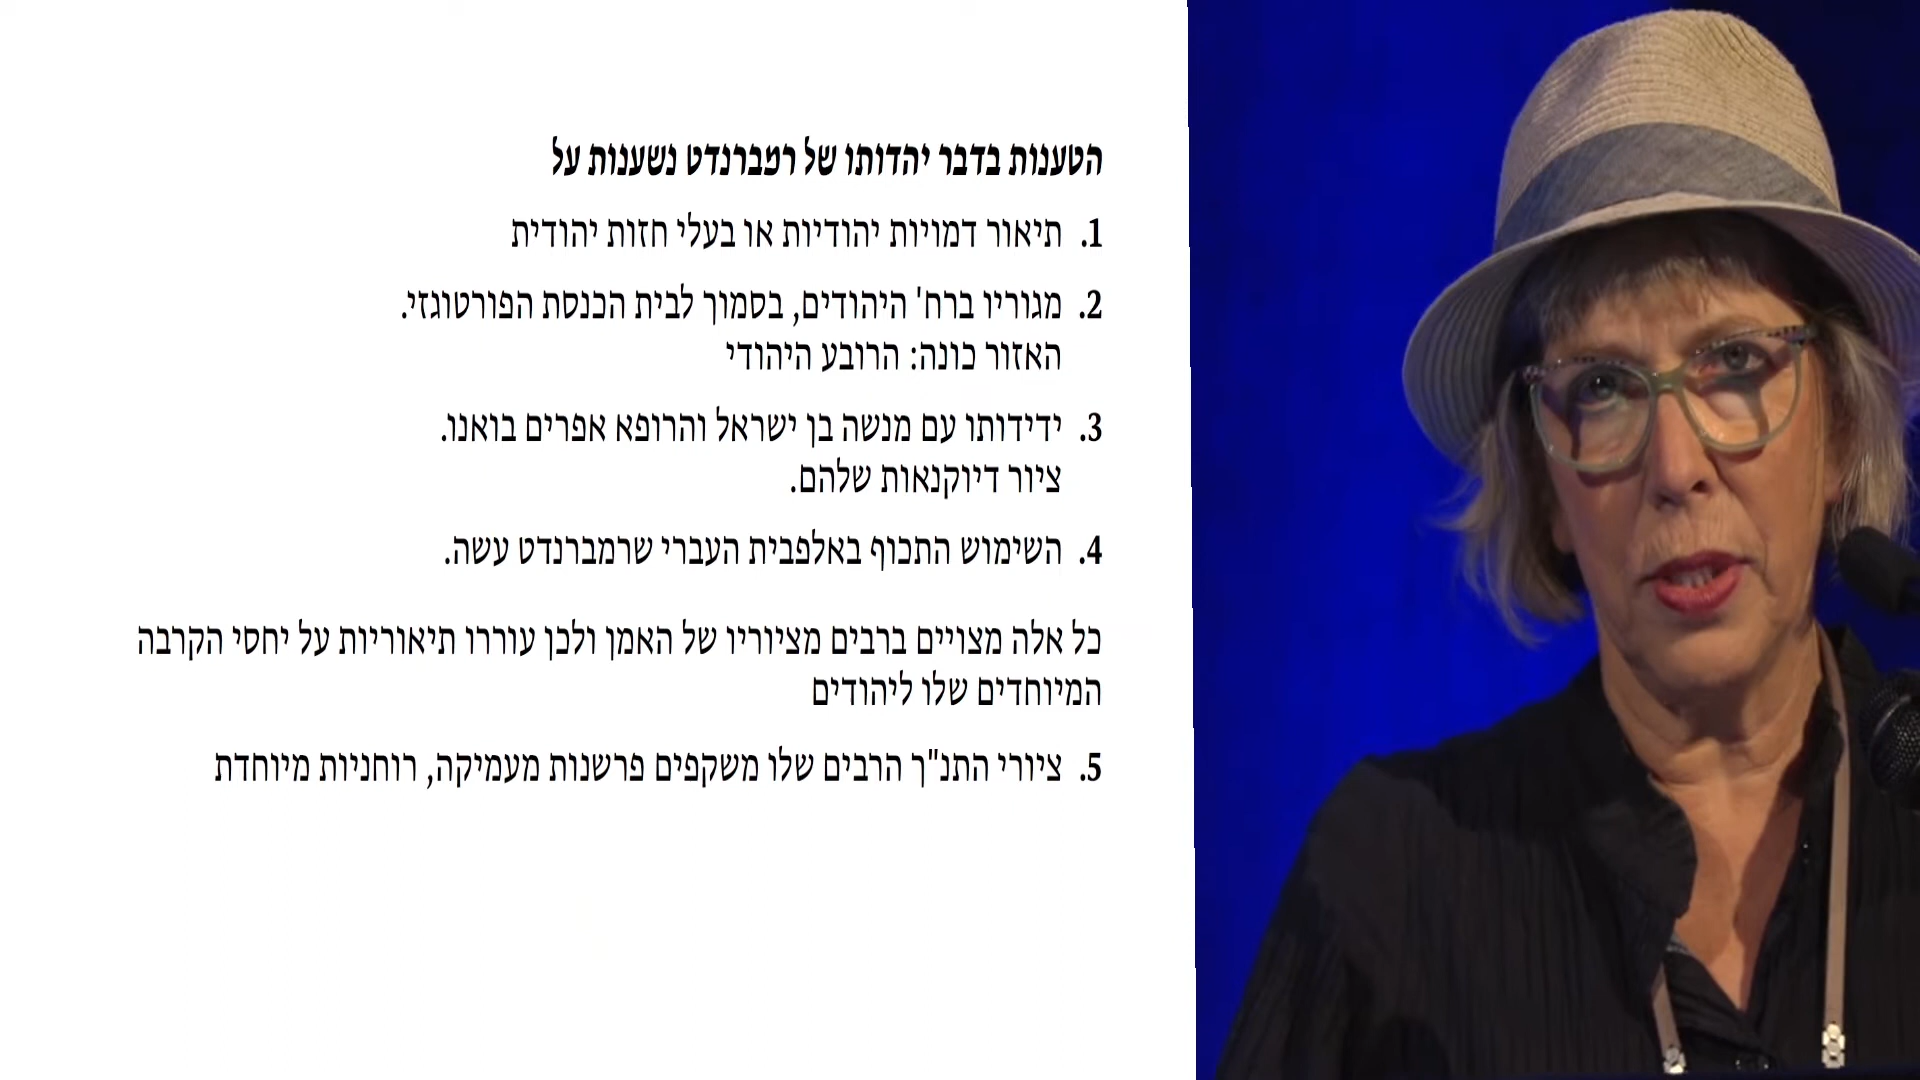 הטענות בדבר יהדותו של רמברנדט נשענות על
1. תיאור דמויות יהודיות או בעלי חזות יהודית
2. מגוריו ברח' היהודים, בסמוך לבית הכנסת הפורטוגזי.
האזור כונה: הרובע היהודי
3. ידידותו עם מנשה בן ישראל והרופא אפרים בואנו.
ציור דיוקנאות שלהם.
4. השימוש התכוף באלפבית העברי שרמברנדט עשה.
כל אלה מצויים ברבים מציוריו של האמן ולכן עוררו תיאוריות על יחסי הקרבה
המיוחדים שלו ליהודים
5. ציורי התנ"ך הרבים שלו משקפים פרשנות מעמיקה, רוחניות מיוחדת